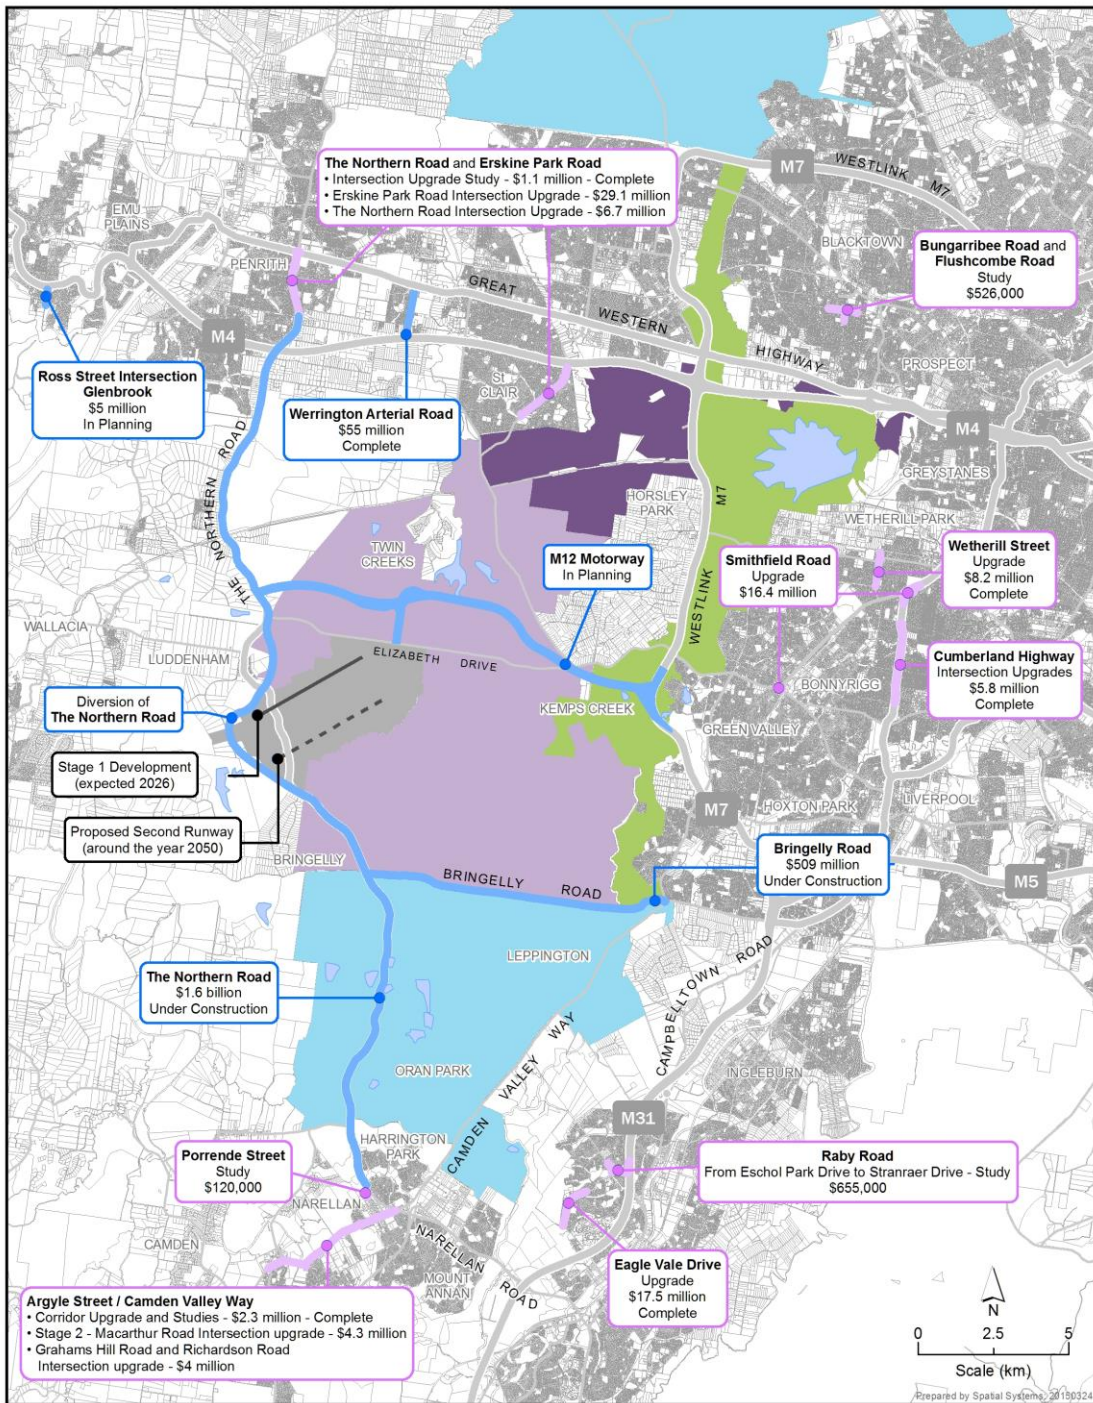 M7
WESTLINK M7
The Northern Road and Erskine Park Road
• Intersection Upgrade Study - $1.1 million - Complete
• Erskine Park Road Intersection Upgrade - $29.1 million
• The Northern Road Intersection Upgrade - $6.7 million
EMU
PLAINS
PENRITH
BLACKTOWN
Bungarribee Road and
Flushcombe Road
Study
$526,000
GREAT
WESTERN
HIGHWAY
M4
Ross Street Intersection
Glenbrook
$5 million
In Planning
Werrington Arterial Road
$55 million
Complete
ST
CLAIR
PROSPECT
M4
GREYSTANES
THE NORTHERN ROAD
HORSLEY
PARK
WESTLINK M7
WETHERILL PARK
TWIN
CREEKS
M12 Motorway
In Planning
Smithfield Road
Upgrade
$16.4 million
Wetherill Street
Upgrade
$8.2 million
Complete
WALLACIA
LUDDENHAM
ELIZABETH DRIVE
Cumberland Highway
Intersection Upgrades
$5.8 million
Complete
BONNYRIGG
Diversion of
The Northern Road
KEMPS CREEK
GREEN VALLEY
Stage 1 Development
(expected 2026)
M7
HOXTON PARK
LIVERPOOL
Proposed Second Runway
(around the year 2050)
BRINGELLY
BRINGELLY ROAD
Bringelly Road
$509 million
Under Construction
M5
LEPPINGTON
The Northern Road
$1.6 billion
Under Construction
CAMPBELLTOWN ROAD
CAMDEN VALLEY WAY
ORAN PARK
INGLEBURN
M31
HARRINGTON
PARK
Porrende Street
Study
$120,000
Raby Road
From Eschol Park Drive to Stranraer Drive - Study
$655,000
NARELLAN
CAMDEN
NARELLAN ROAD
MOUNT
ANNAN
Eagle Vale Drive
Upgrade
$17.5 million
Complete
Argyle Street / Camden Valley Way
• Corridor Upgrade and Studies - $2.3 million - Complete
• Stage 2 - Macarthur Road Intersection upgrade - $4.3 million
• Grahams Hill Road and Richardson Road
Intersection upgrade - $4 million
N
0 2.5 5
Scale (km)
Prepared by Spatial Systems, 20180324